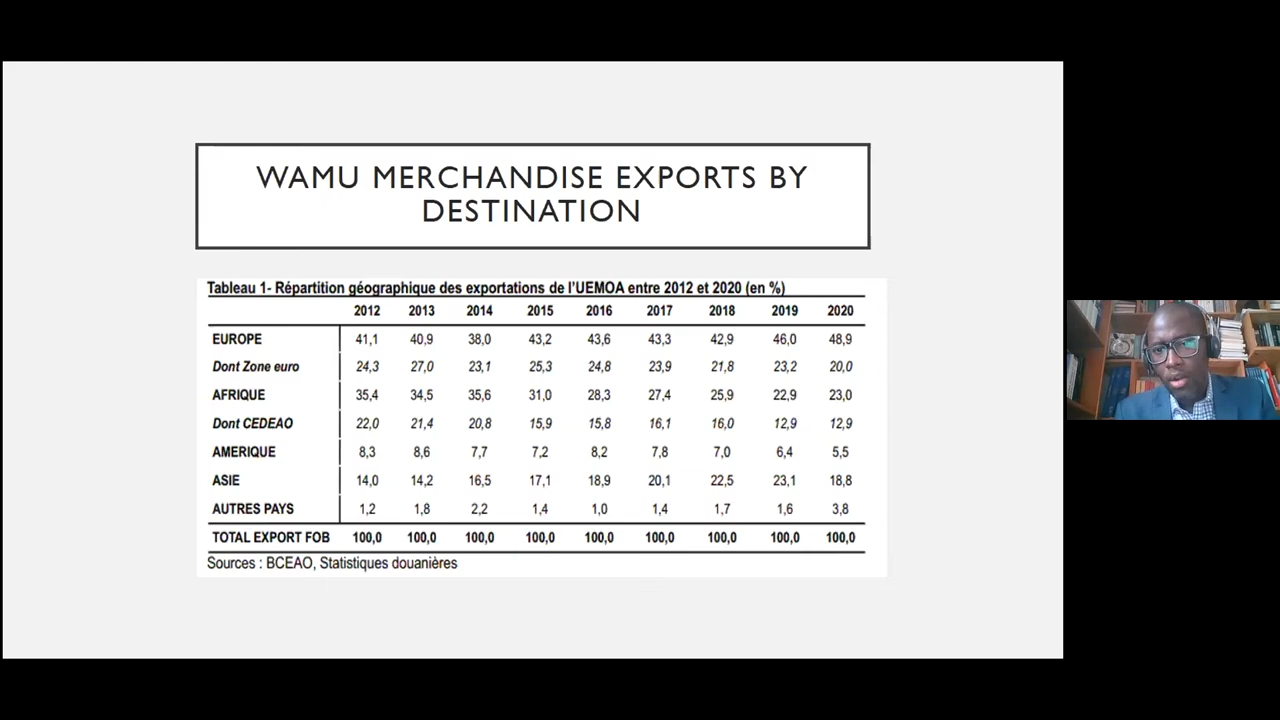 WAMU MERCHANDISE EXPORTS BY
DESTINATION
Tableau 1- Répartition géographique des exportations de l'UEMOA entre 2012 et 2020 (en %)
2012 2013 2014 2015 2016 2017 2018 2019 2020
EUROPE 41,1 40,9 38,0 43,2 43,6 43,3 42,9 46,0 48,9
Dont Zone euro 24,3 27,0 23,1 25,3 24,8 23,9 21,8 23,2 20,0
AFRIQUE 35,4 34,5 35,6 31,0 28,3 27,4 25,9 22,9 23,0
Dont CEDEAO 22,0 21,4 20,8 15,9 15,8 16,1 16,0 12,9 12,9
AMERIQUE 8,3 8,6 7,7 7,2 8,2 7,8 7,0 6,4 5,5
ASIE 14,0 14,2 16,5 17,1 18,9 20,1 22,5 23,1 18,8
AUTRES PAYS 1,2 1,8 2,2 1,4 1,0 1,4 1,7 1,6 3,8
TOTAL EXPORT FOB 100,0 100,0 100,0 100,0 100,0 100,0 100,0 100,0 100,0
Sources : BCEAO, Statistiques douanières